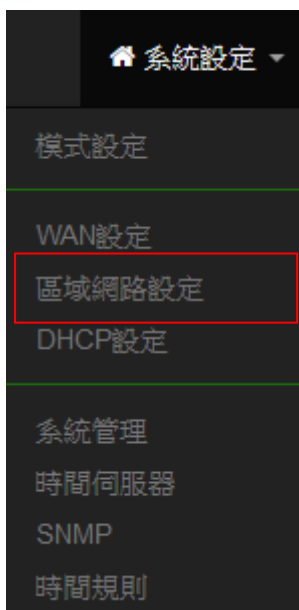 系統設定
模式設定
WAN設定
區域網路設定
DHCP設定
系統管理
時間伺服器
SNMP
時間規則